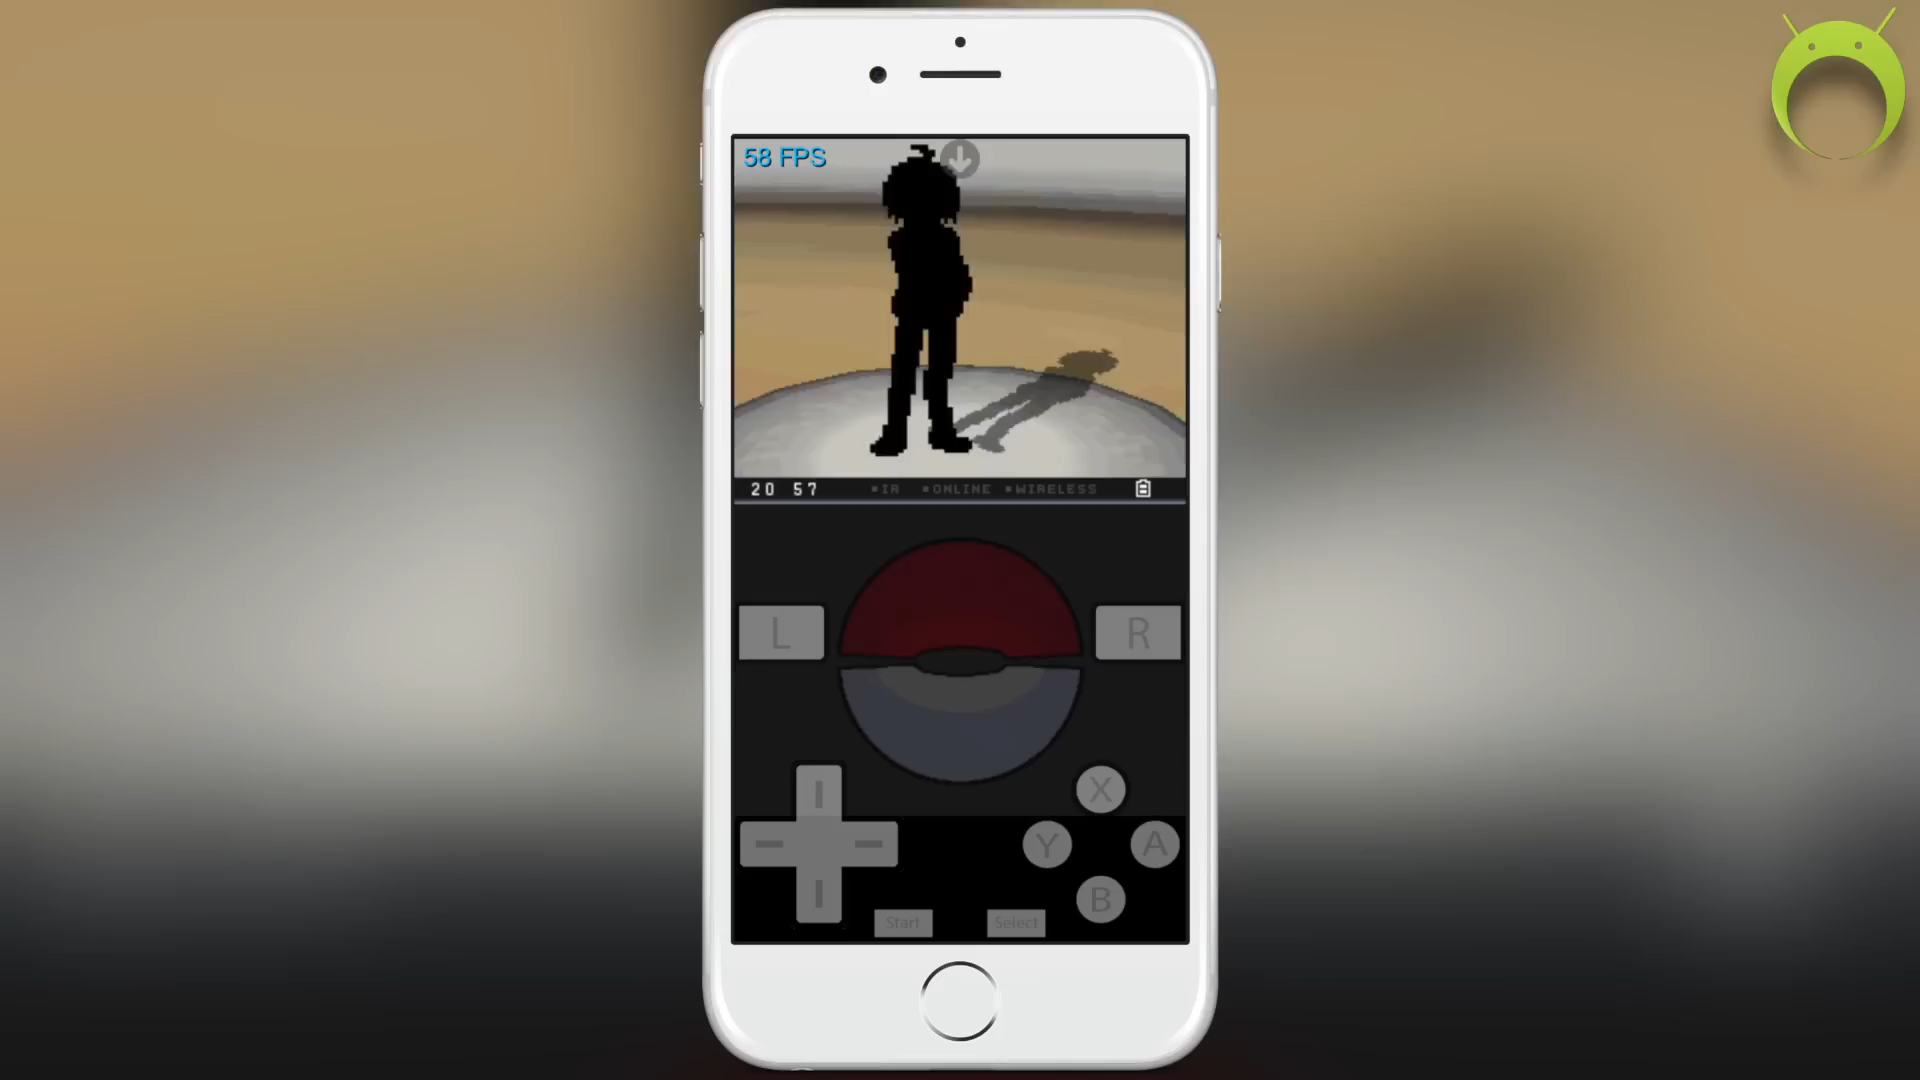 58 FPS
20 57 IR ONLINE WIRELESS
L R
X
Y A
B
Start Select